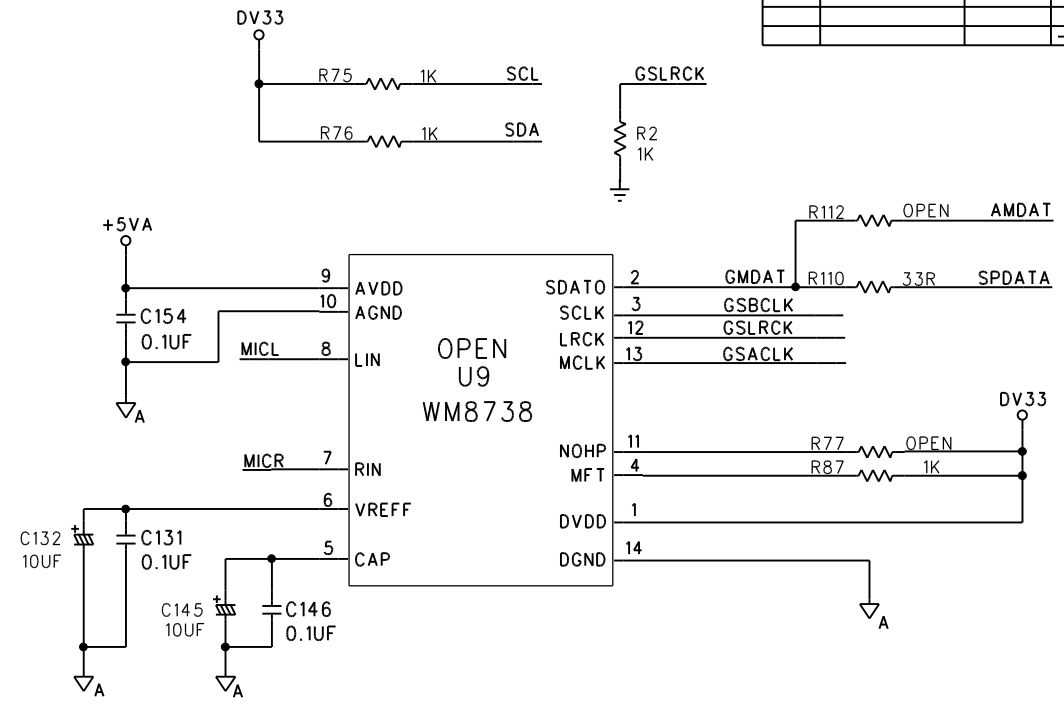 DV33
R75 1K SCL
GSLRCK
R76 1K SDA
R2
1K
R112 OPEN AMDAT
+5VA
9 AVDD
10 AGND
C154
0.1UF
MICL 8 LIN
MICR 7 RIN
6 VREFF
C132
10UF
C131
0.1UF
5 CAP
C145
10UF
C146
0.1UF
A
A
A
OPEN
U9
WM8738
SDATO 2 GMDAT R110 33R SPDATA
SCLK 3 GSBCLK
LRCK 12 GSLRCK
MCLK 13 GSACLK
DV33
NOHP 11 R77 OPEN
MFT 4 R87 1K
DVDD 1
DGND 14
A